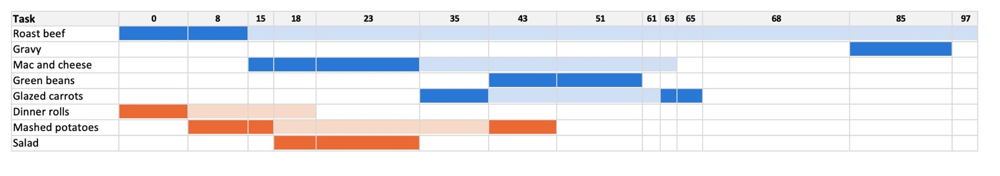 Task 0 8 15 18 23 35 43 51 61 63 65 68 85 97
Roast beef
Gravy
Mac and cheese
Green beans
Glazed carrots
Dinner rolls
Mashed potatoes
Salad